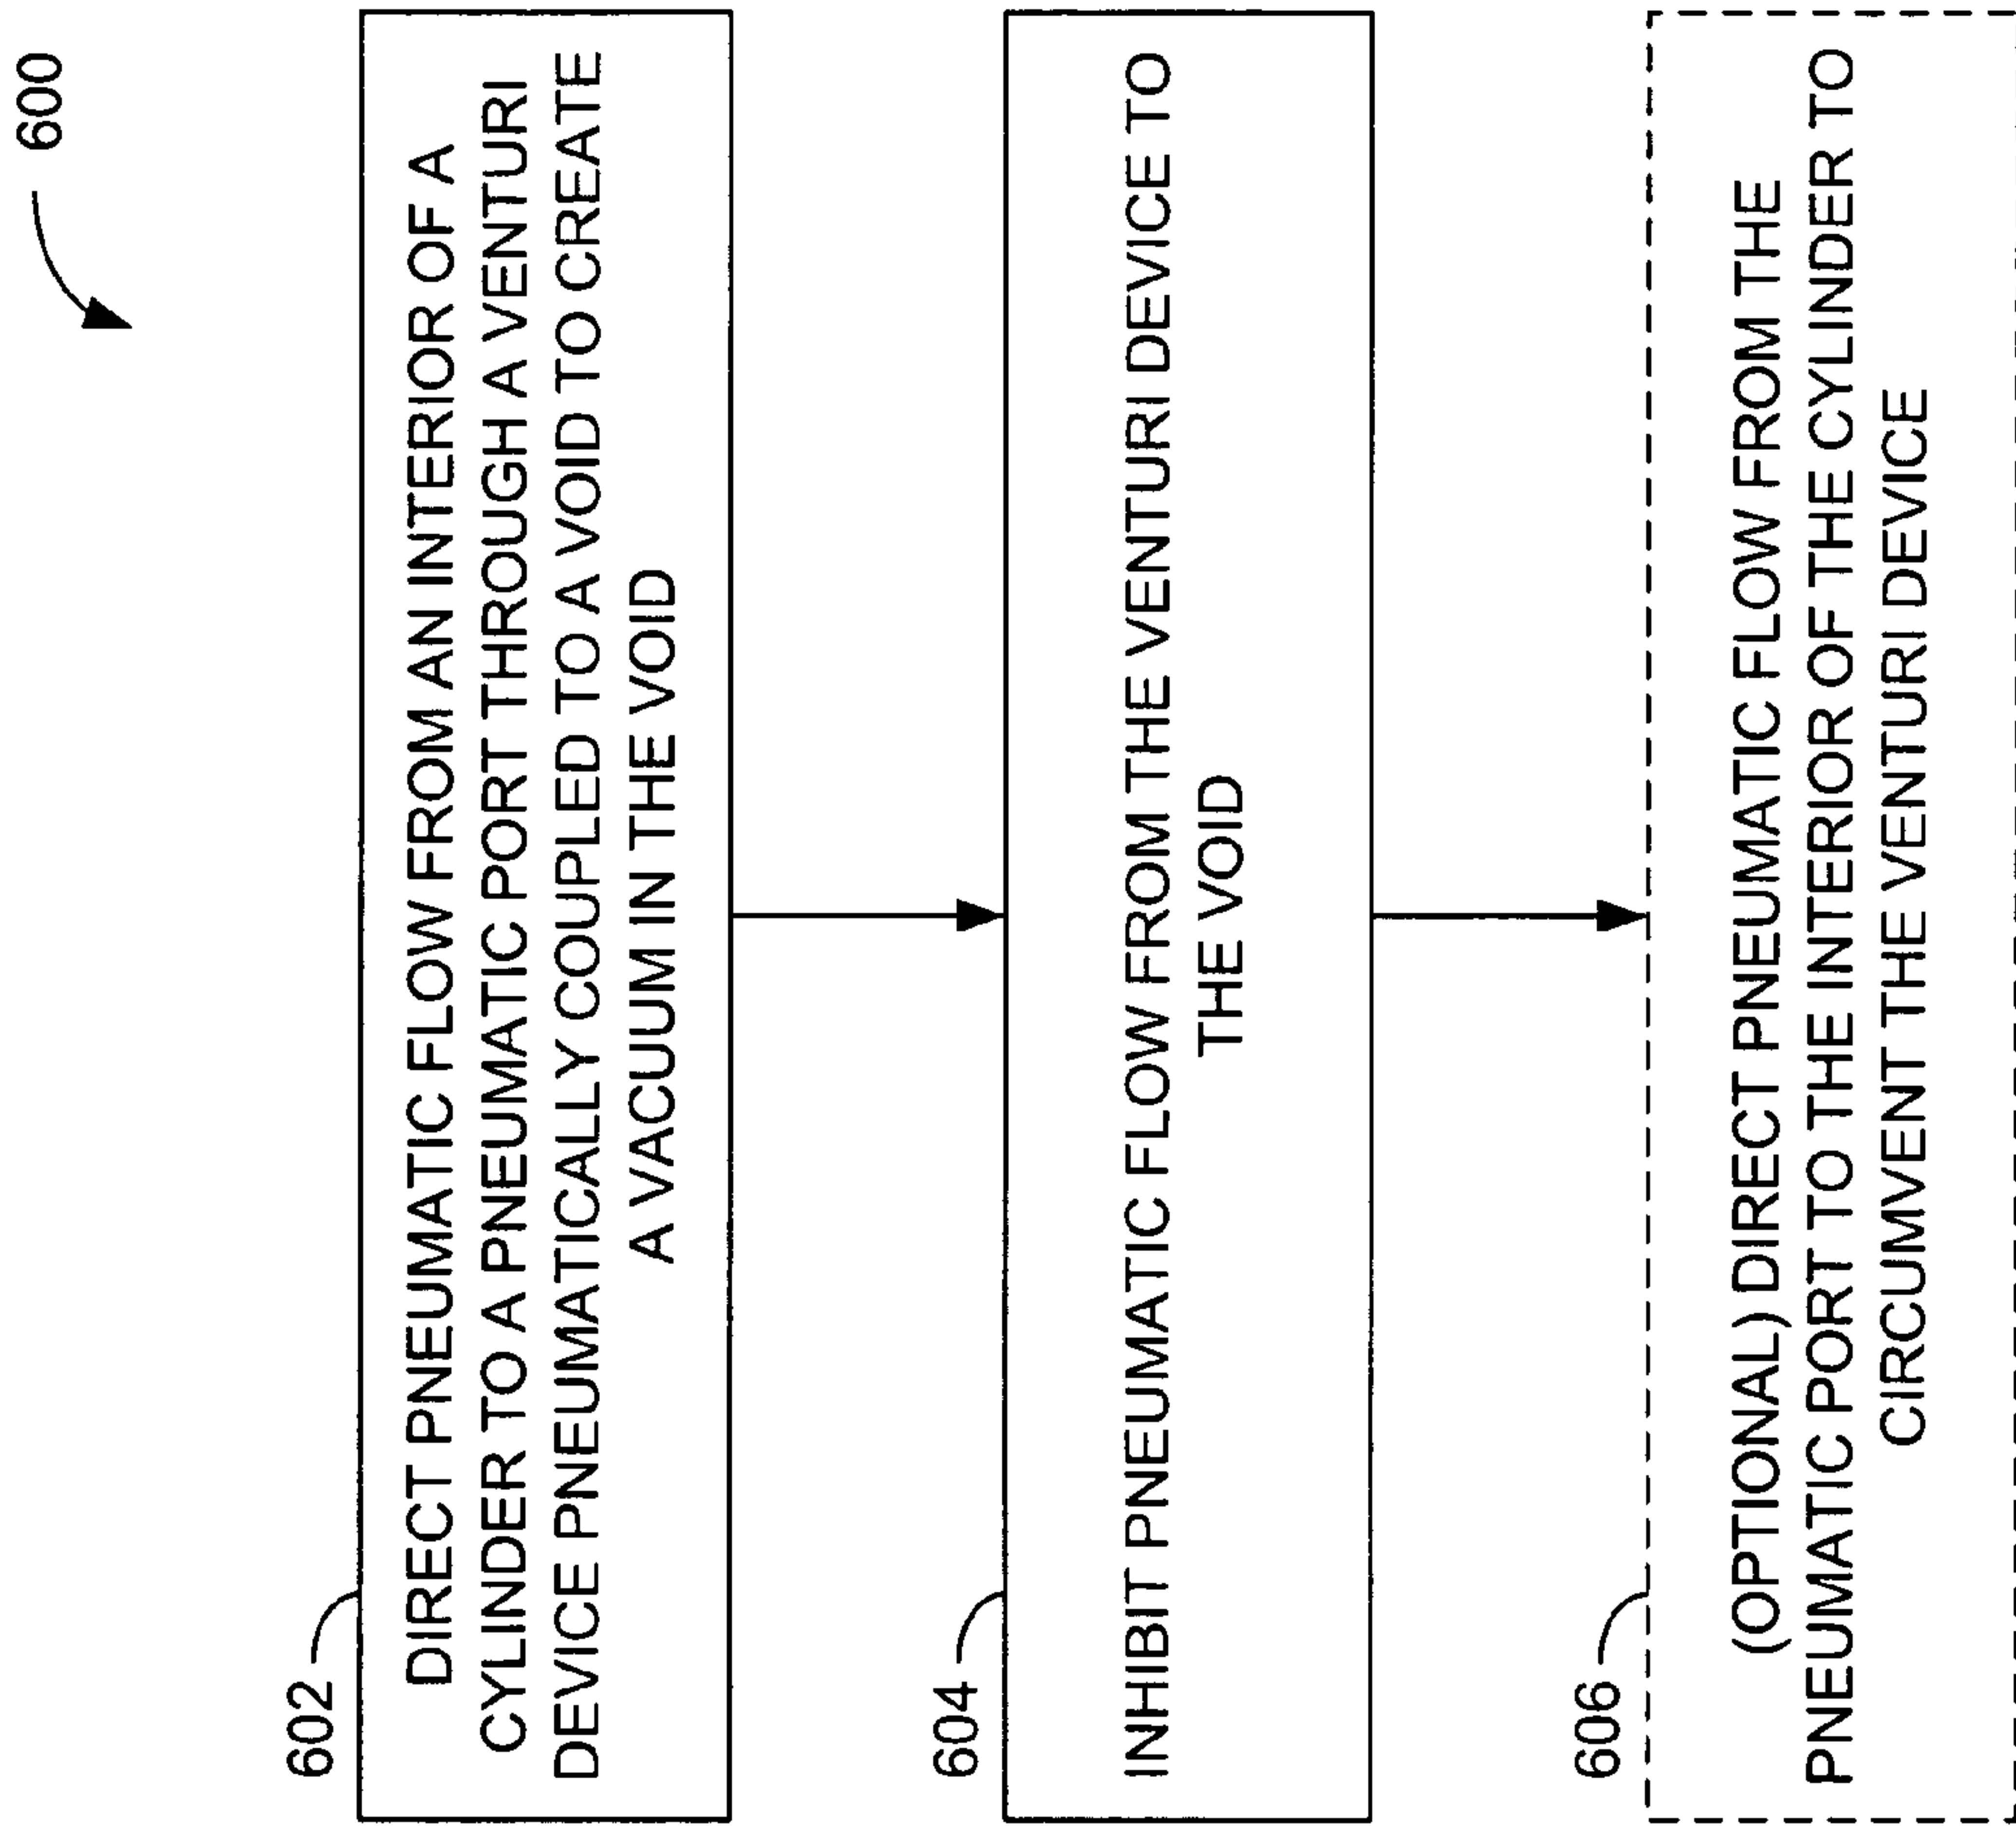 600
602
DIRECT PNEUMATIC FLOW FROM AN INTERIOR OF A
CYLINDER TO A PNEUMATIC PORT THROUGH A VENTURI
DEVICE PNEUMATICALLY COUPLED TO A VOID TO CREATE
A VACUUM IN THE VOID
604
INHIBIT PNEUMATIC FLOW FROM THE VENTURI DEVICE TO
THE VOID
606
(OPTIONAL) DIRECT PNEUMATIC FLOW FROM THE
PNEUMATIC PORT TO THE INTERIOR OF THE CYLINDER TO
CIRCUMVENT THE VENTURI DEVICE